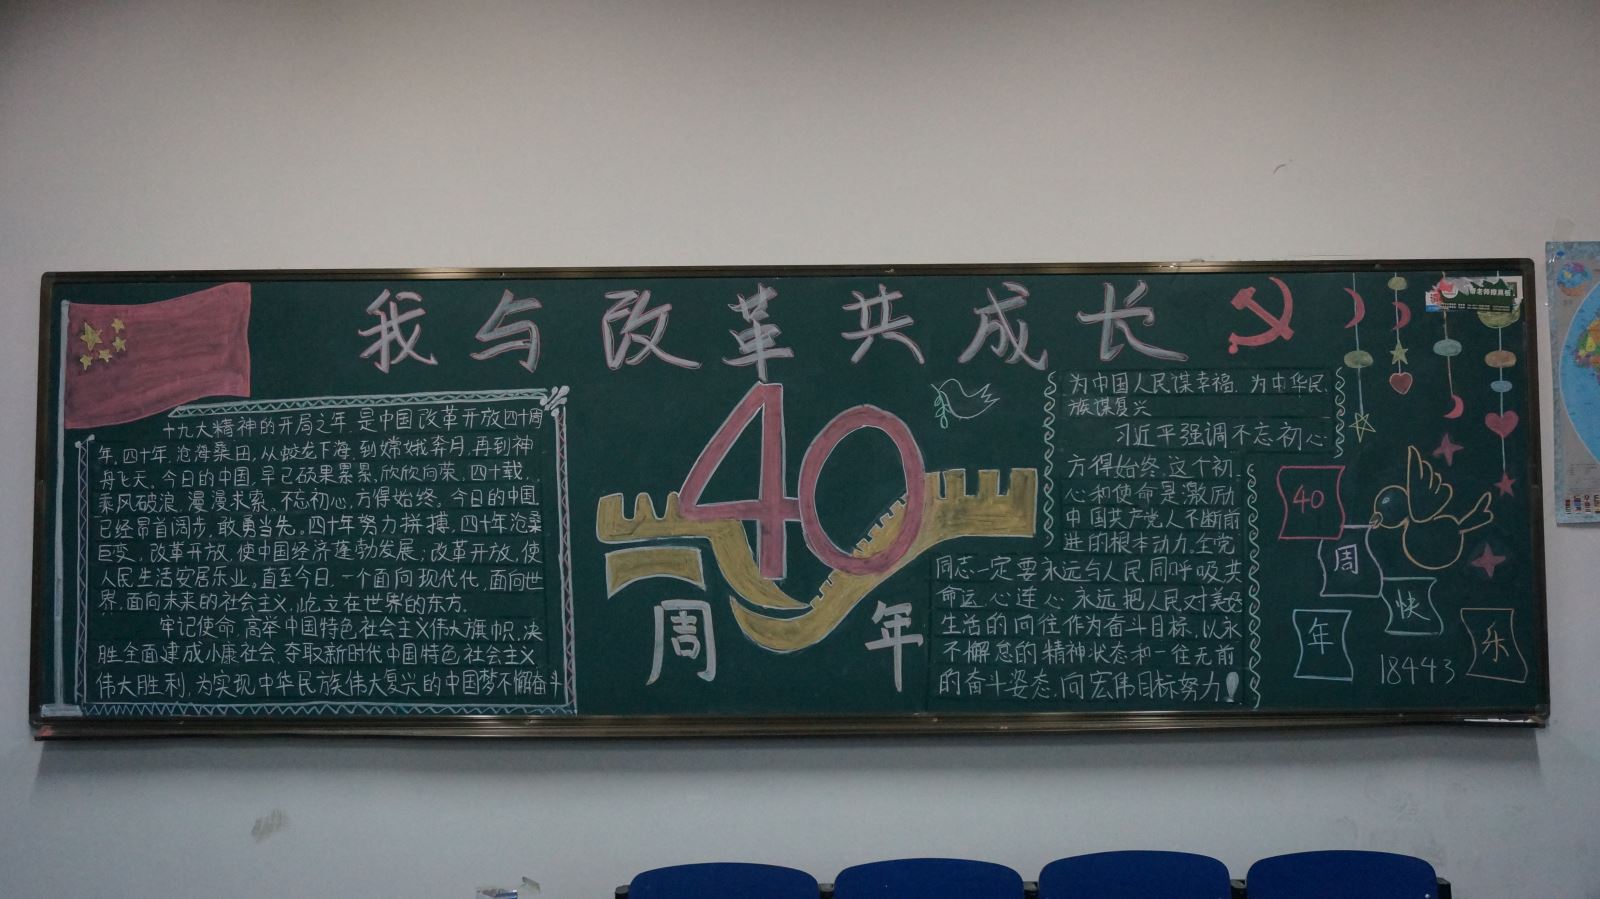 我与改革共成长
十九大精神的开局之年,是中国改革开放四十周
年。四十年,沧海桑田,从蛟龙下海,到嫦娥奔月,再到神
舟飞天。今日的中国,早已硕果累累,欣欣向荣,四十载,
乘风破浪,漫漫求索。不忘初心,方得始终。今日的中国,
已经昂首阔步,敢勇当先。四十年努力拼搏,四十年沧桑
巨变。改革开放,使中国经济蓬勃发展;改革开放,使
人民生活安居乐业。直至今日,一个面向现代化,面向世
界,面向未来的社会主义,屹立在世界的东方.
牢记使命,高举中国特色社会主义伟大旗帜,决
胜全面建成小康社会,夺取新时代中国特色社会主义
伟大胜利,为实现中华民族伟大复兴的中国梦不懈奋斗
40
周年
为中国人民谋幸福,为中华民
族谋复兴
习近平强调不忘初心
方得始终,这个初
心和使命是激励
中国共产党人不断前
进的根本动力。全党
同志一定要永远与人民同呼吸共
命运,心连心,永远把人民对美好
生活的向往作为奋斗目标,以永
不懈怠的精神状态和一往无前
的奋斗姿态,向宏伟目标努力!
40
周
年
快
乐
18443